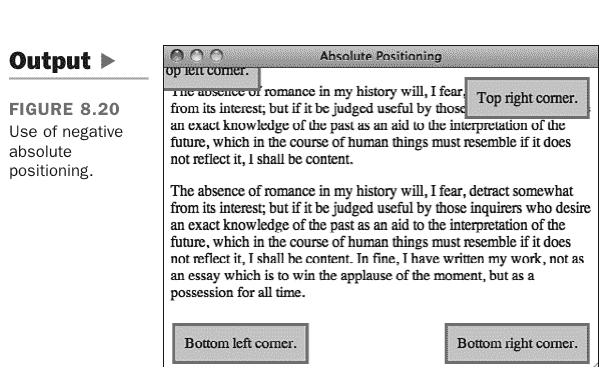 Output ▶
FIGURE 8.20
Use of negative
absolute
positioning.
Absolute Positioning
op left corner.
Top right corner.
The absence of romance in my history will, I fear,
from its interest; but if it be judged useful by those
an exact knowledge of the past as an aid to the interpretation of the
future, which in the course of human things must resemble if it does
not reflect it, I shall be content.
The absence of romance in my history will, I fear, detract somewhat
from its interest; but if it be judged useful by those inquirers who desire
an exact knowledge of the past as an aid to the interpretation of the
future, which in the course of human things must resemble if it does
not reflect it, I shall be content. In fine, I have written my work, not as
an essay which is to win the applause of the moment, but as a
possession for all time.
Bottom left corner.
Bottom right corner.